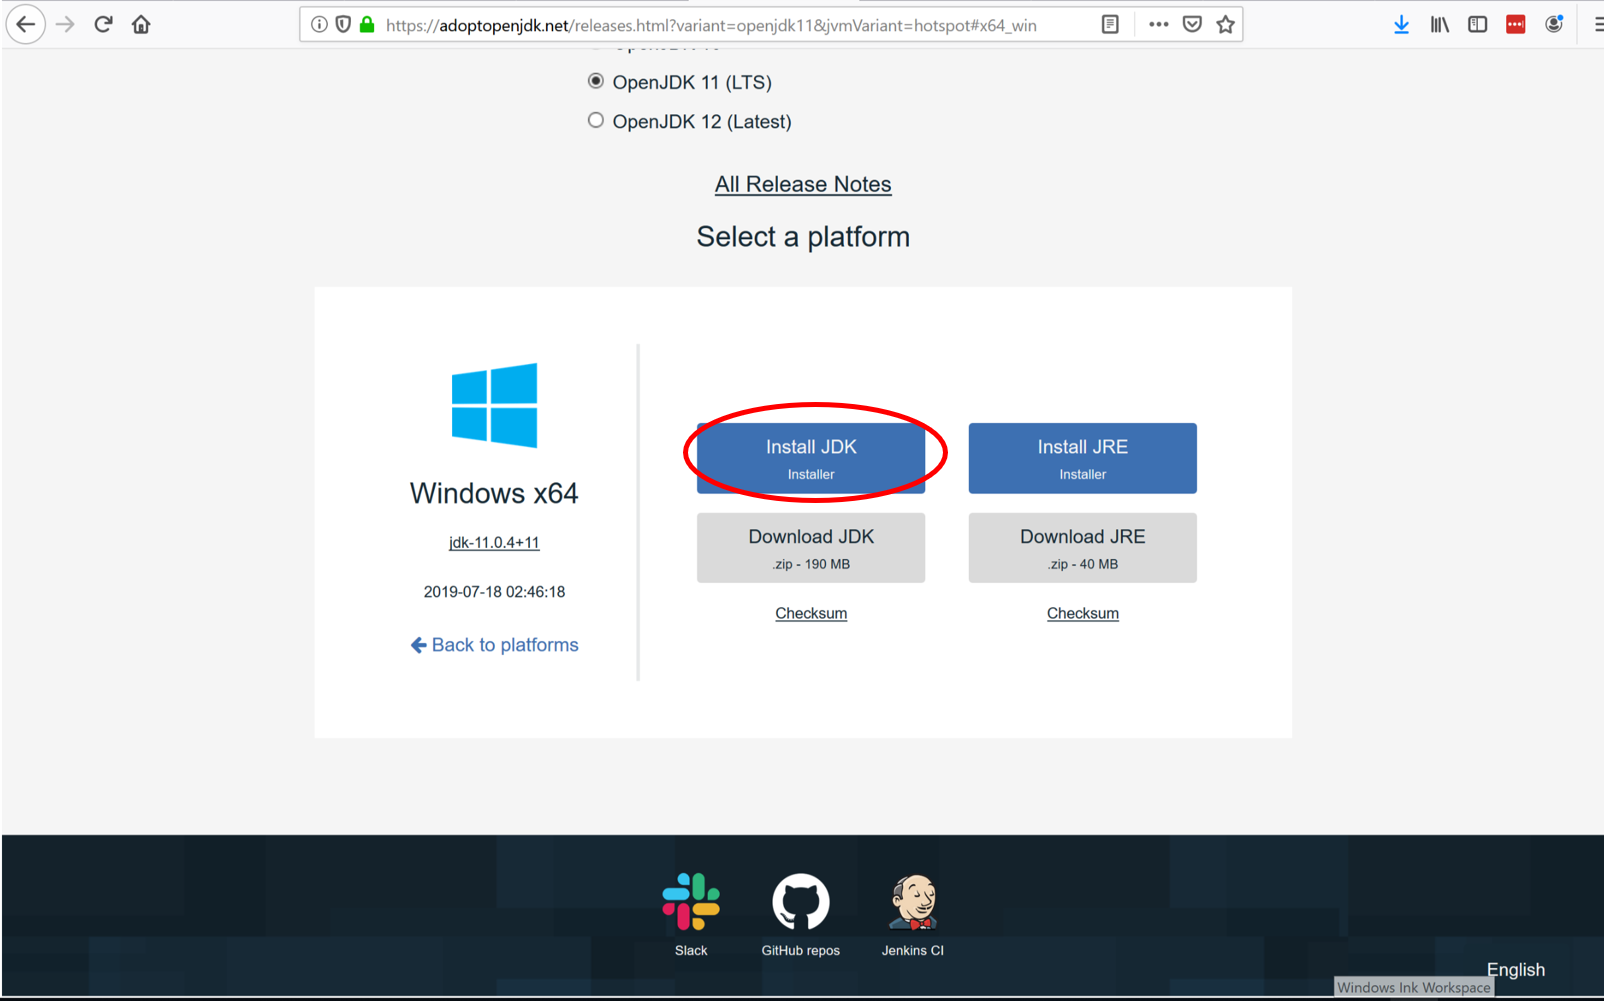 https://adoptopenjdk.net/releases.html?variant=openjdk11&jvmVariant=hotspot#x64_win
OpenJDK 11 (LTS)
OpenJDK 12 (Latest)
All Release Notes
Select a platform
Windows x64
jdk-11.0.4+11
2019-07-18 02:46:18
Back to platforms
Install JDK
Installer
Install JRE
Installer
Download JDK
.zip - 190 MB
Download JRE
.zip - 40 MB
Checksum
Checksum
Slack
GitHub repos
Jenkins CI
English
Windows Ink Workspace